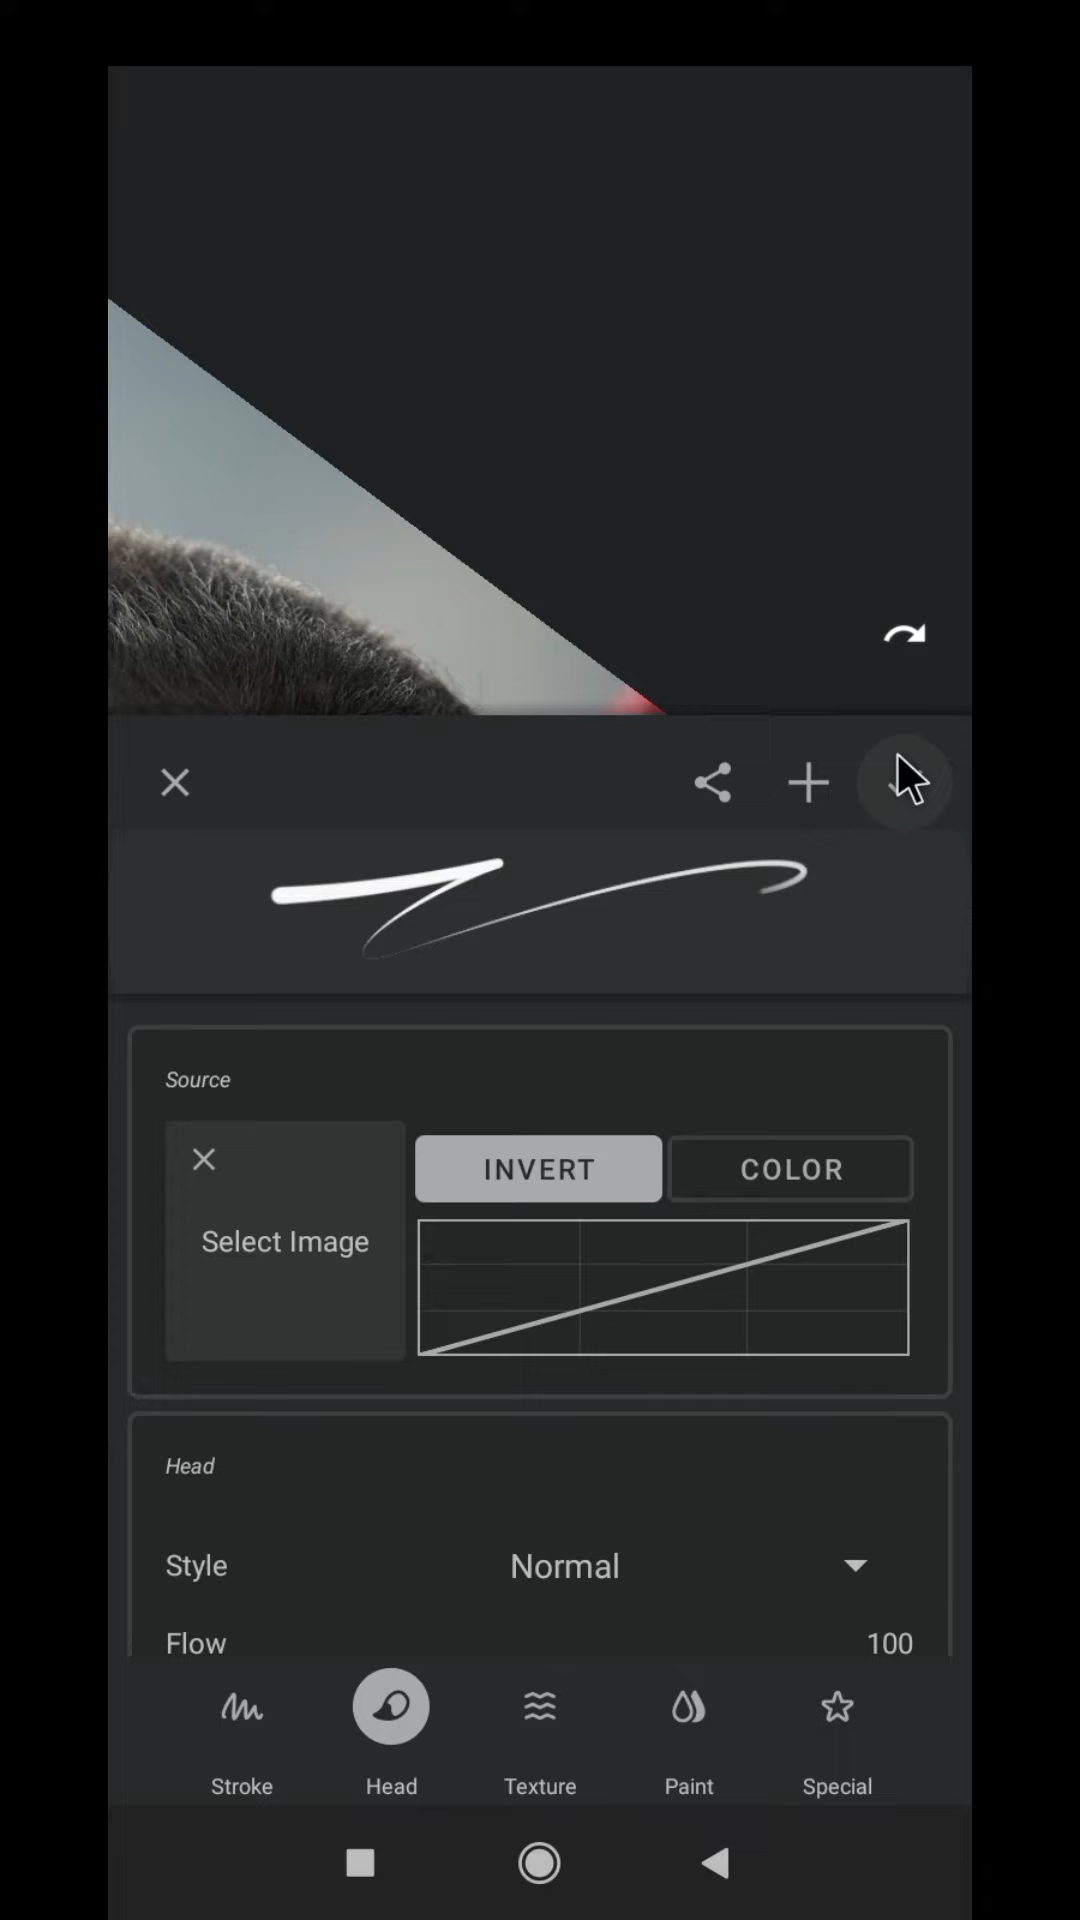 Source
INVERT
COLOR
Select Image
Head
Style
Normal
Flow
100
Stroke
Head
Texture
Paint
Special